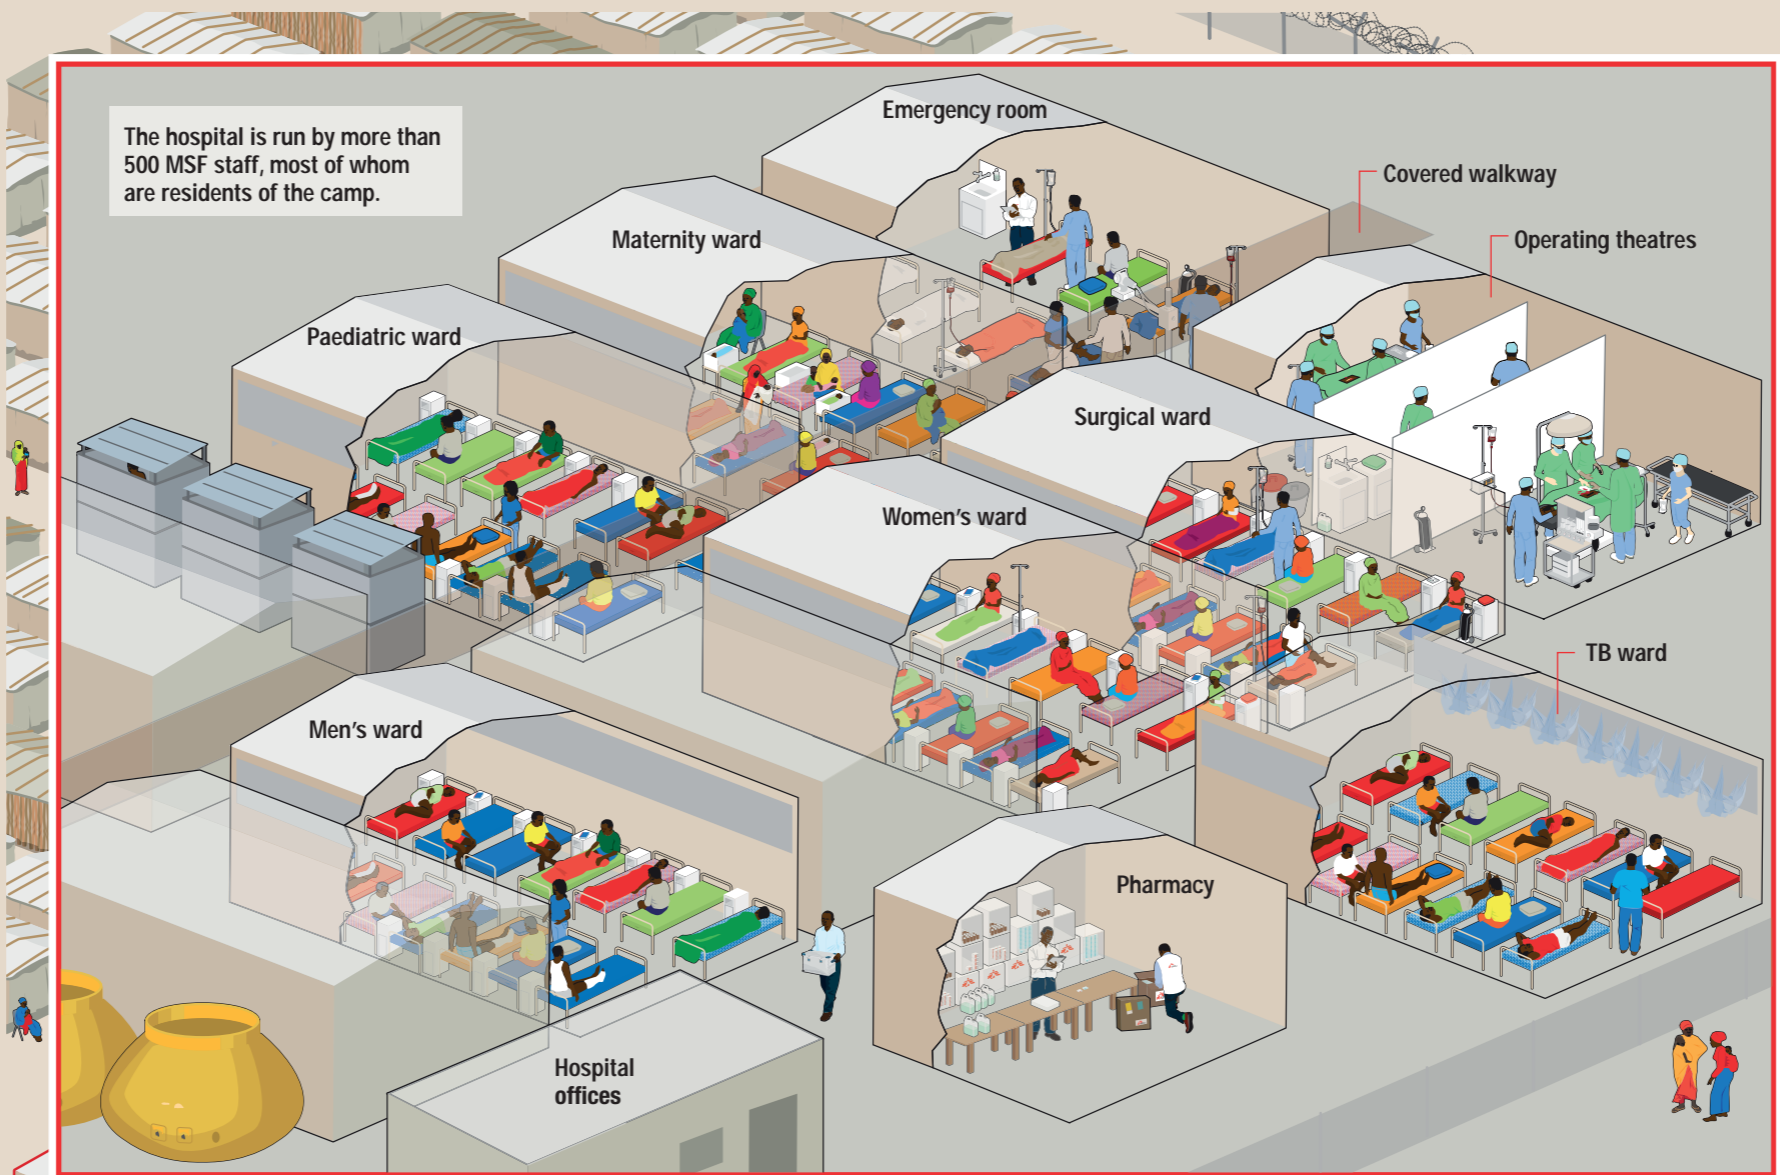 The hospital is run by more than
500 MSF staff, most of whom
are residents of the camp.
Emergency room
Covered walkway
Maternity ward
Operating theatres
Paediatric ward
Surgical ward
Women's ward
TB ward
Men's ward
Pharmacy
Hospital
offices